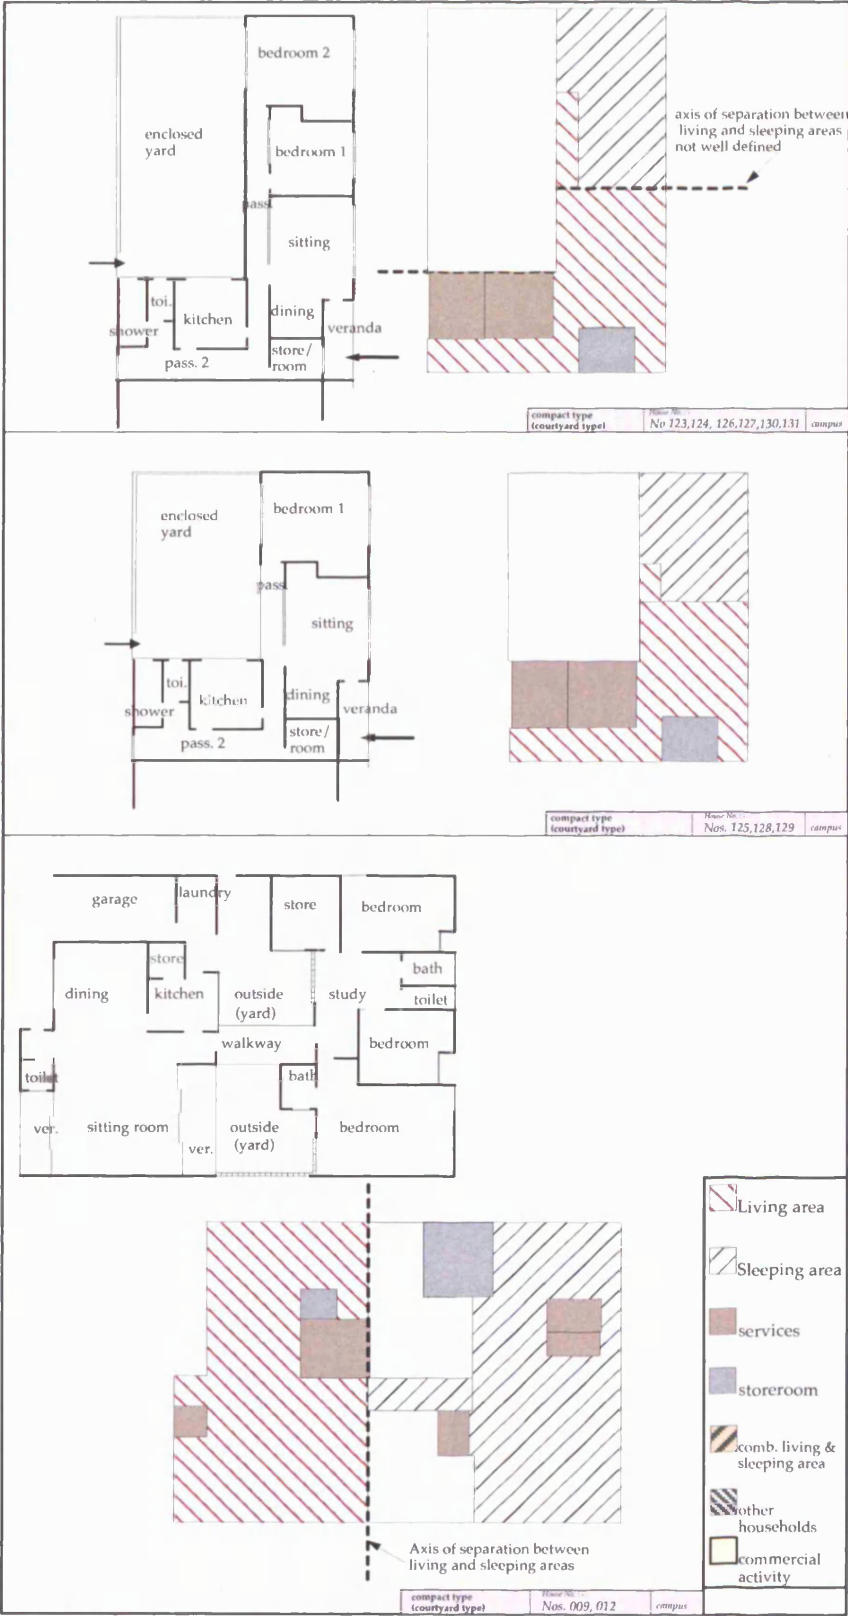 bedroom 2
enclosed
yard
bedroom 1
pass.
sitting
toi.
shower
kitchen
dining
veranda
store/
room
pass. 2
axis of separation between
living and sleeping areas
not well defined
compact type
(courtyard type)
House No. :-
No 123,124, 126,127,130,131
campus
enclosed
yard
bedroom 1
pass.
sitting
toi.
shower
kitchen
dining
veranda
store/
room
pass. 2
compact type
(courtyard type)
House No. :-
Nos. 125,128,129
campus
garage
laundry
store
bedroom
store
dining
kitchen
outside
(yard)
study
bath
toilet
walkway
bedroom
toilet
bath
ver.
sitting room
ver.
outside
(yard)
bedroom
Living area
Sleeping area
services
storeroom
comb. living &
sleeping area
other
households
commercial
activity
Axis of separation between
living and sleeping areas
compact type
(courtyard type)
House No. :-
Nos. 009, 012
campus